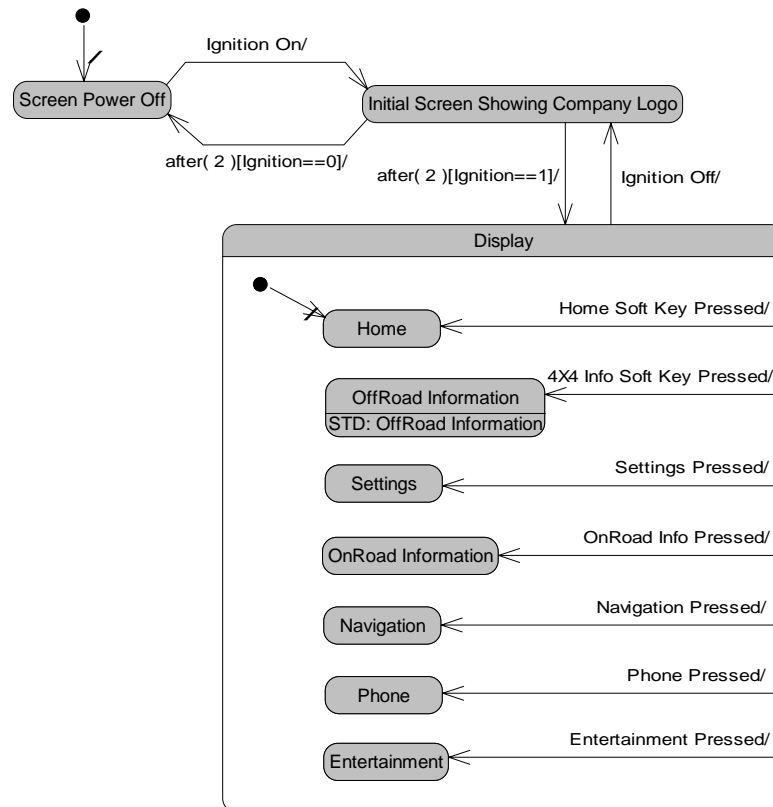 Ignition On/
Screen Power Off
Initial Screen Showing Company Logo
after( 2 )[Ignition==0]/
after( 2 )[Ignition==1]/
Ignition Off/
Display
Home Soft Key Pressed/
Home
4X4 Info Soft Key Pressed/
OffRoad Information
STD: OffRoad Information
Settings Pressed/
Settings
OnRoad Info Pressed/
OnRoad Information
Navigation Pressed/
Navigation
Phone Pressed/
Phone
Entertainment Pressed/
Entertainment